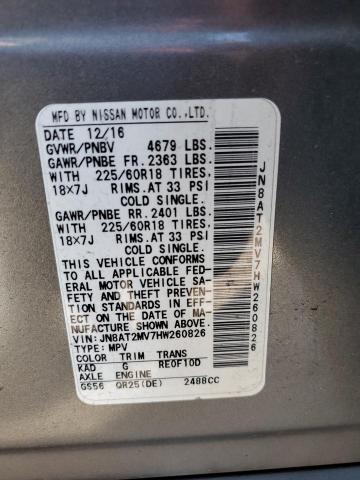 MFD BY NISSAN MOTOR CO.,LTD.
DATE 12/16
GVWR/PNBV 4679 LBS.
GAWR/PNBE FR. 2363 LBS.
WITH 225/60R18 TIRES,
18×7J RIMS.AT 33 PSI
COLD SINGLE.
GAWR/PNBE RR. 2401 LBS.
WITH 225/60R18 TIRES,
18×7J RIMS.AT 33 PSI
COLD SINGLE.
THIS VEHICLE CONFORMS
TO ALL APPLICABLE FED-
ERAL MOTOR VEHICLE SA-
FETY AND THEFT PREVEN-
TION STANDARDS IN EFF-
ECT ON THE DATE OF MA-
NUFACTURE SHOWN ABOVE.
VIN:JN8AT2MV7HW260826
TYPE:MPV
COLOR TRIM TRANS
KAD G RE0F10D
AXLE ENGINE
GS56 QR25(DE) 2488CC
JN8AT2MV7HW260826